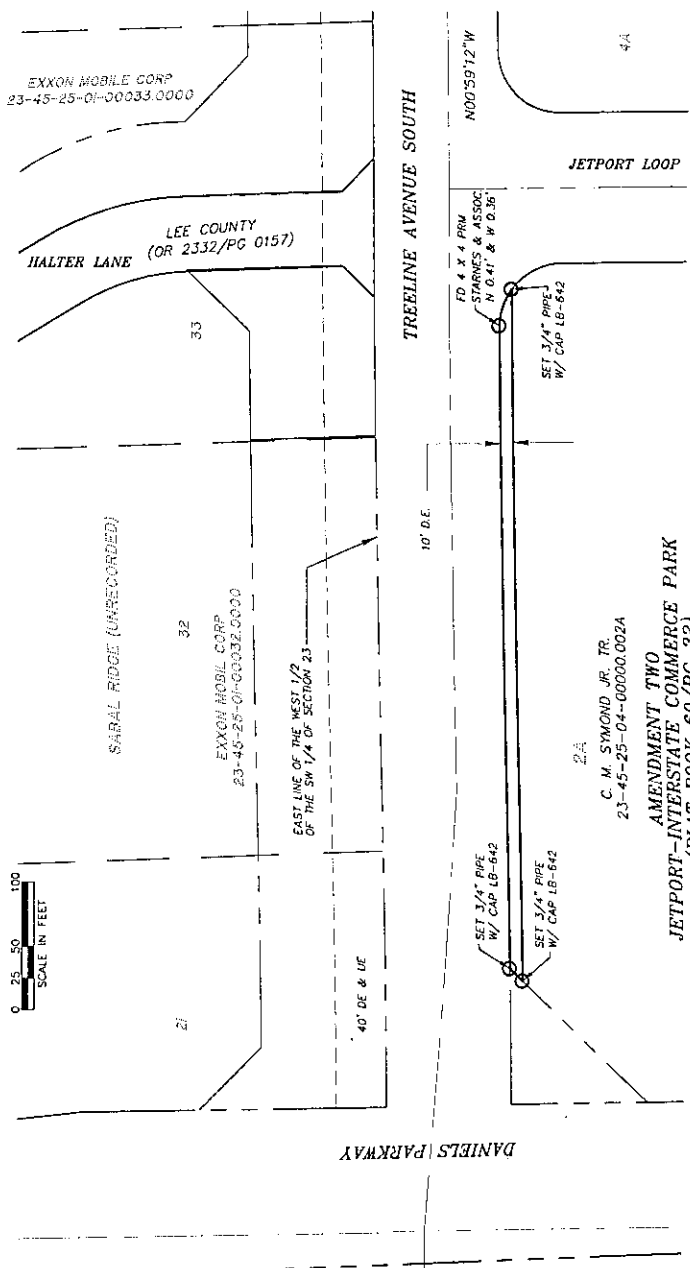 EXXON MOBILE CORP
23-45-25-01-00033.0000
HALTER LANE
LEE COUNTY
(OR 2332/PG 0157)
33
TREELINE AVENUE SOUTH
N00°59'12"W
4A
JETPORT LOOP
FD 4 X 4 PRM
STARNES & ASSOC
N 0.41' & W 0.36'
SET 3/4" PIPE
W/ CAP LB-642
SABAL RIDGE (UNRECORDED)
32
EXXON MOBIL CORP
23-45-25-01-00032.0000
EAST LINE OF THE WEST 1/2
OF THE SW 1/4 OF SECTION 23
10' D.E.
2A
C. M. SYMOND JR. TR.
23-45-25-04-00000.002A
AMENDMENT TWO
JETPORT-INTERSTATE COMMERCE PARK
(PLAT BOOK 60/PG 32)
0 25 50 100
SCALE IN FEET
21
40' DE & UE
SET 3/4" PIPE
W/ CAP LB-642
SET 3/4" PIPE
W/ CAP LB-642
DANIELS PARKWAY